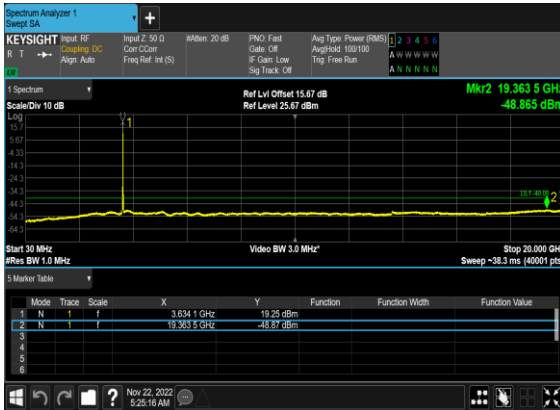 Spectrum Analyzer 1
Swept SA
+
KEYSIGHT
R T
Input: RF
Coupling: DC
Align: Auto
Input Z: 50 Ω
Corr CCorr
Freq Ref: Int (S)
#Atten: 20 dB
PNO: Fast
Gate: Off
IF Gain: Low
Sig Track: Off
Avg Type: Power (RMS)
Avg|Hold: 100/100
Trig: Free Run
1 2 3 4 5 6
A W W W W W
A N N N N N
1 Spectrum
Scale/Div 10 dB
Ref Lvl Offset 15.67 dB
Ref Level 25.67 dBm
Mkr2 19.363 5 GHz
-48.865 dBm
Log
15.7
5.67
-4.33
-14.3
-24.3
-34.3
-44.3
-54.3
-64.3
1
2
Start 30 MHz
#Res BW 1.0 MHz
Video BW 3.0 MHz*
Stop 20.000 GHz
Sweep ~38.3 ms (40001 pts)
5 Marker Table
Mode Trace Scale X Y Function Function Width Function Value
1 N 1 f 3.634 1 GHz 19.25 dBm
2 N 1 f 19.363 5 GHz -48.87 dBm
3
4
5
6
?
Nov 22, 2022
5:25:16 AM